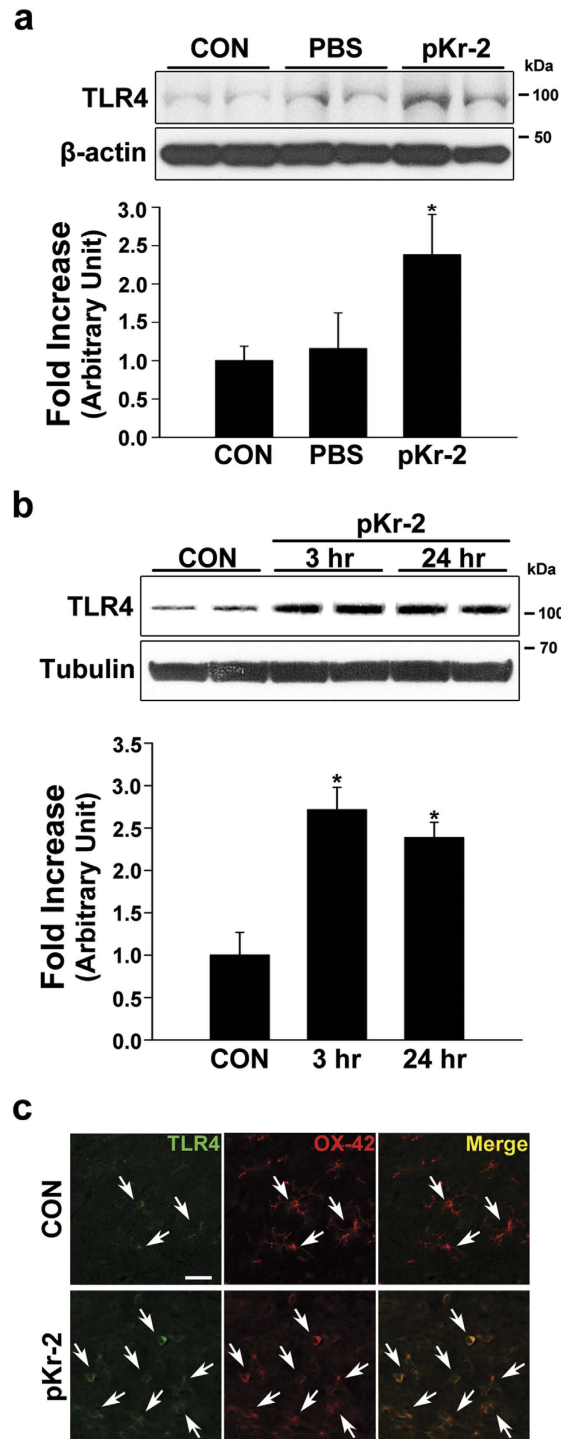 a
CON PBS pKr-2
kDa
TLR4
100
50
β-actin
Fold Increase
(Arbitrary Unit)
3.0
2.5
2.0
1.5
1.0
0.5
0.0
*
CON PBS pKr-2
b
pKr-2
CON 3 hr 24 hr
kDa
TLR4
100
70
Tubulin
Fold Increase
(Arbitrary Unit)
3.5
3.0
2.5
2.0
1.5
1.0
0.5
0.0
* *
CON 3 hr 24 hr
c
TLR4 OX-42 Merge
CON
pKr-2